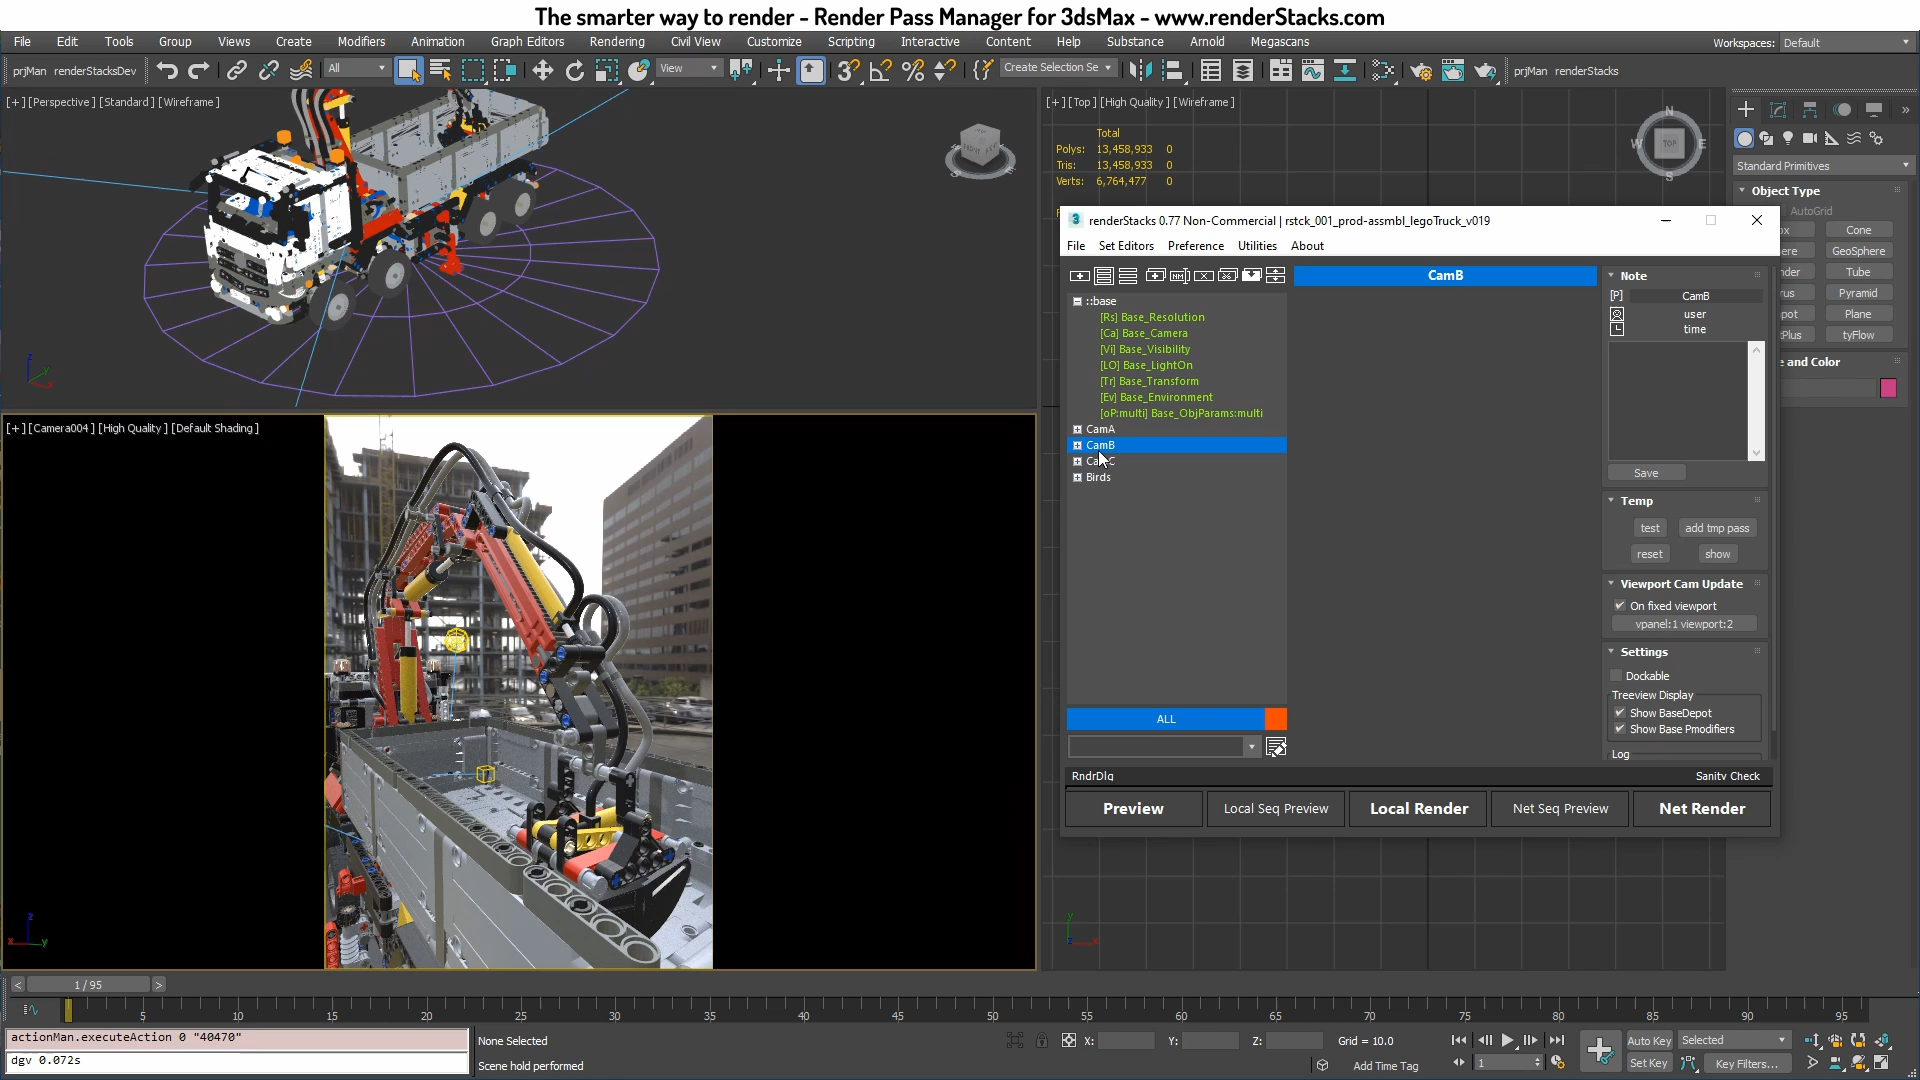 The smarter way to render - Render Pass Manager for 3dsMax - www.renderStacks.com
File Edit Tools Group Views Create Modifiers Animation Graph Editors Rendering Civil View Customize Scripting Interactive Content Help Substance Arnold Megascans Workspaces: Default
prjMan renderStacksDev All View Create Selection Se prjMan renderStacks
[+] [Perspective] [Standard] [Wireframe]
[+] [Top] [High Quality] [Wireframe]
Total
Polys: 13,458,933 0
Tris: 13,458,933 0
Verts: 6,764,477 0
N
W TOP E
S
Standard Primitives
Object Type
AutoGrid
Cone
GeoSphere
Tube
Pyramid
Plane
Plus tyFlow
e and Color
3 renderStacks 0.77 Non-Commercial | rstck_001_prod-assmbl_legoTruck_v019
File Set Editors Preference Utilities About
CamB
::base
[Rs] Base_Resolution
[Ca] Base_Camera
[Vi] Base_Visibility
[LO] Base_LightOn
[Tr] Base_Transform
[Ev] Base_Environment
[oP:multi] Base_ObjParams:multi
CamA
CamB
CamC
Birds
ALL
Note
[P] CamB
user
time
Save
Temp
test add tmp pass
reset show
Viewport Cam Update
On fixed viewport
vpanel:1 viewport:2
Settings
Dockable
Treeview Display
Show BaseDepot
Show Base Pmodifiers
Log
RndrDlg Sanity Check
Preview Local Seq Preview Local Render Net Seq Preview Net Render
[+] [Camera004] [High Quality] [Default Shading]
z
x y
< 1 / 95 >
5 10 15 20 25 30 35 40 45 50 55 60 65 70 75 80 85 90 95
actionMan.executeAction 0 "40470"
dgv 0.072s
None Selected
Scene hold performed
X: Y: Z: Grid = 10.0
Add Time Tag
1
Auto Key Selected
Set Key Key Filters...